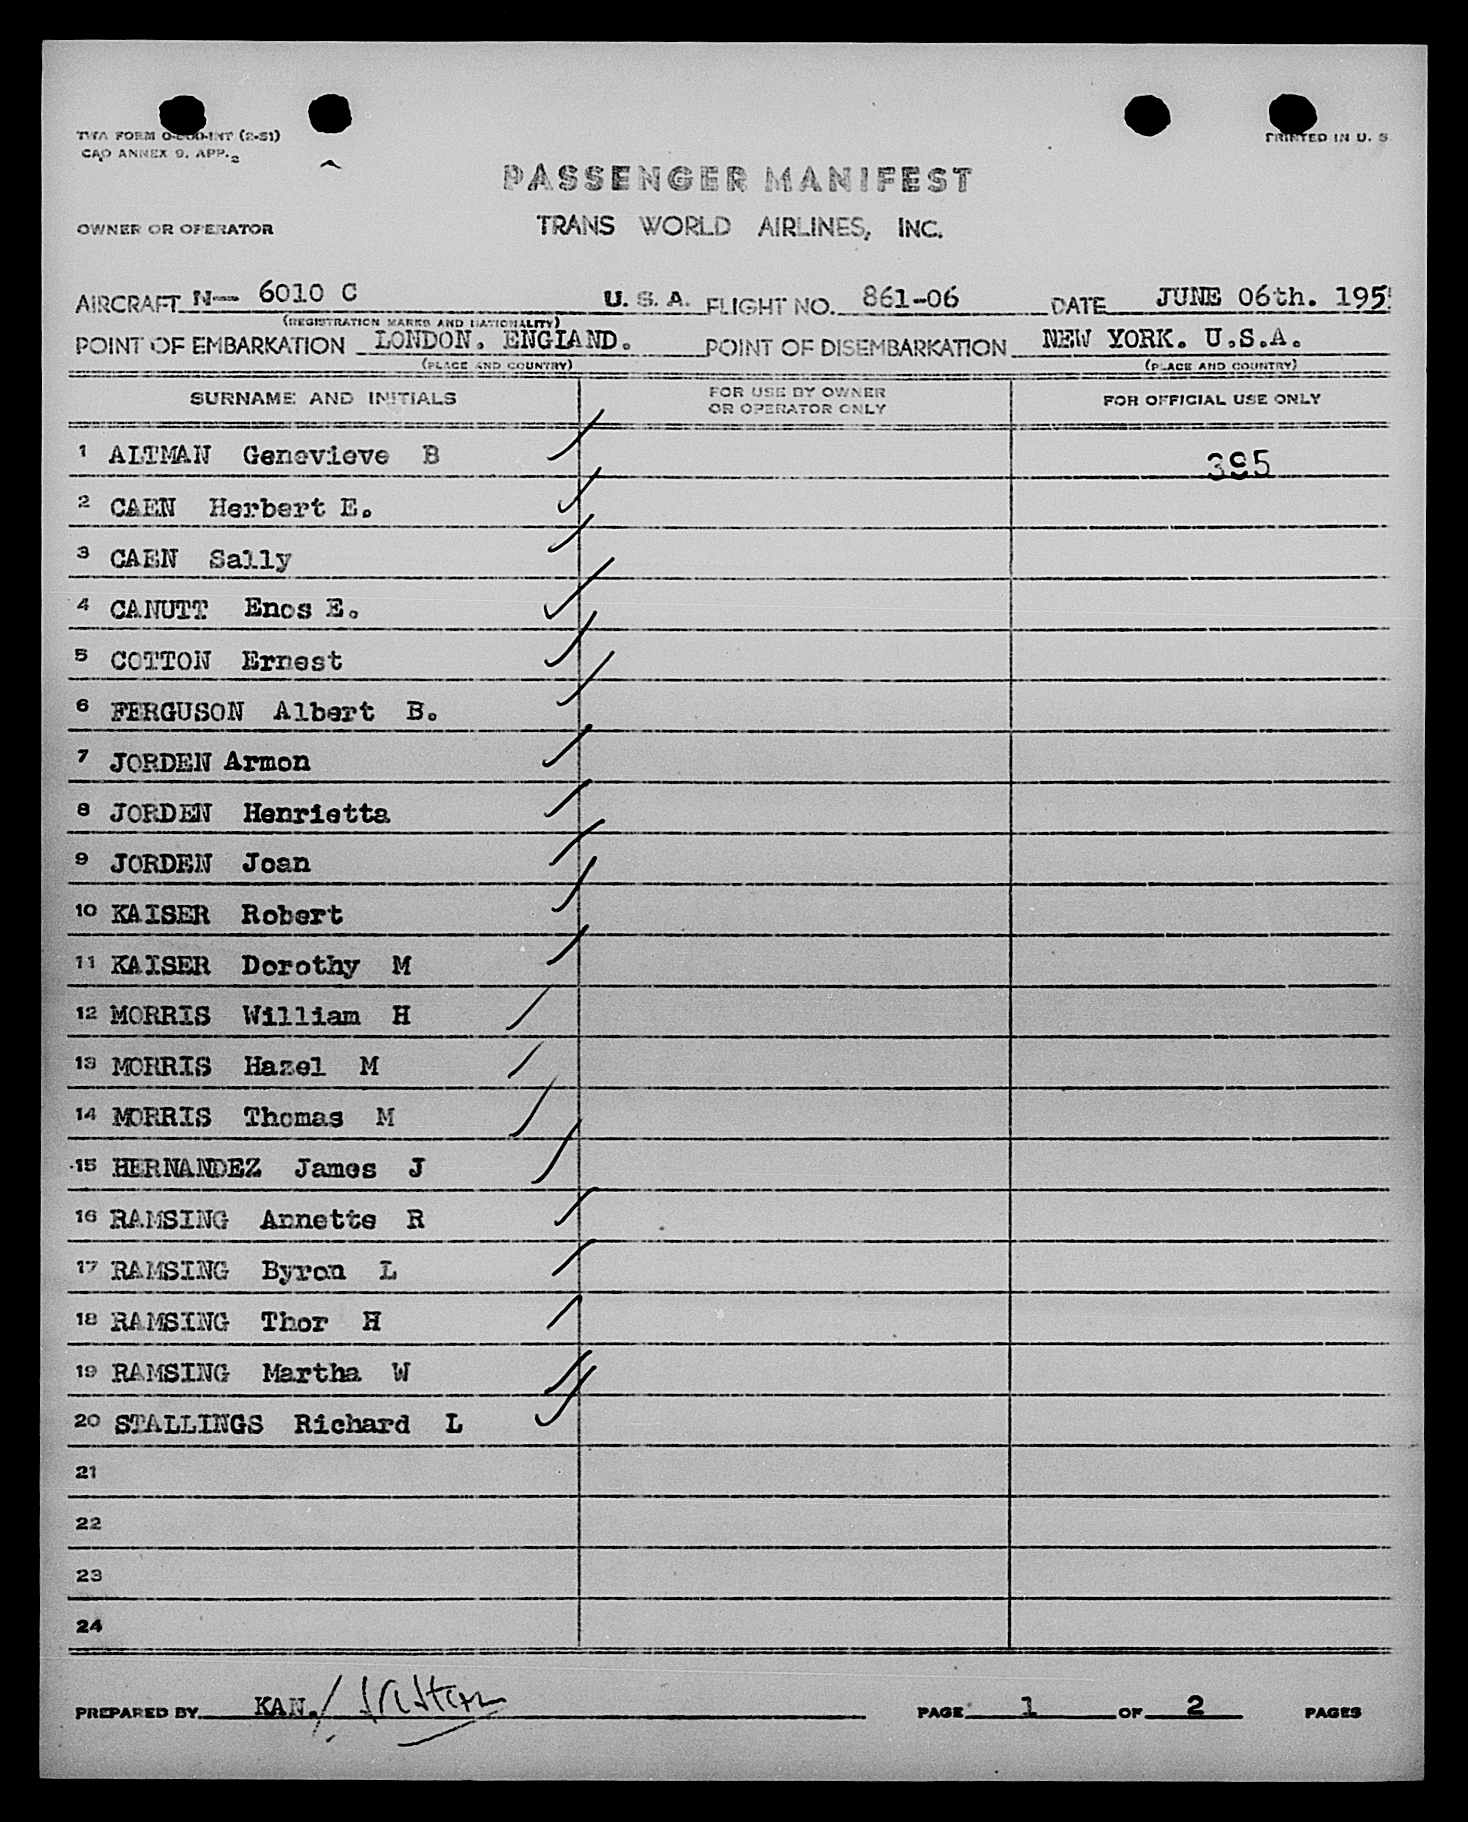 TWA FORM O-200-INT (2-51)
PRINTED IN U. S
CAO ANNEX 9, APP. 2
PASSENGER MANIFEST
OWNER OR OPERATOR TRANS WORLD AIRLINES, INC.
AIRCRAFT N— 6010 C U. S. A. FLIGHT NO. 861-06 DATE JUNE 06th. 195
(REGISTRATION MARKS AND NATIONALITY)
POINT OF EMBARKATION LONDON. ENGLAND. POINT OF DISEMBARKATION NEW YORK. U.S.A.
(PLACE AND COUNTRY) (PLACE AND COUNTRY)
SURNAME AND INITIALS FOR USE BY OWNER OR OPERATOR ONLY FOR OFFICIAL USE ONLY
1 ALTMAN Genevieve B 395
2 CAEN Herbert E.
3 CAEN Sally
4 CANUTT Enos E.
5 COTTON Ernest
6 FERGUSON Albert B.
7 JORDEN Armon
8 JORDEN Henrietta
9 JORDEN Joan
10 KAISER Robert
11 KAISER Dorothy M
12 MORRIS William H
13 MORRIS Hazel M
14 MORRIS Thomas M
15 HERNANDEZ James J
16 RAMSING Annette R
17 RAMSING Byron L
18 RAMSING Thor H
19 RAMSING Martha W
20 STALLINGS Richard L
21
22
23
24
PREPARED BY KAN./ PAGE 1 OF 2 PAGES